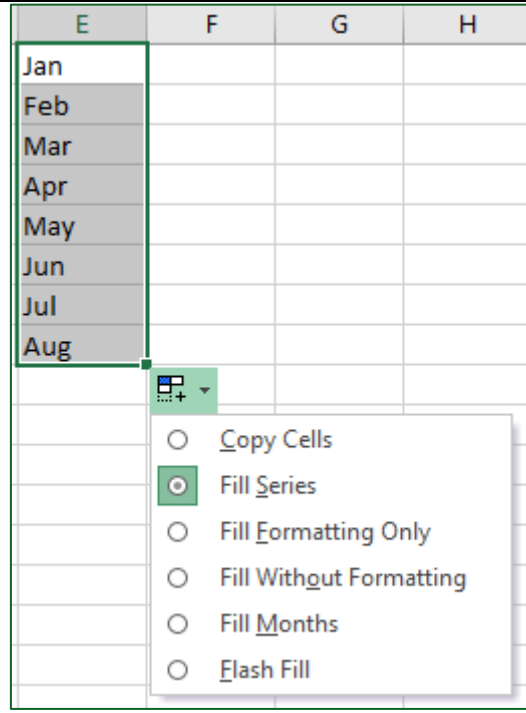 E F G H
Jan
Feb
Mar
Apr
May
Jun
Jul
Aug
Copy Cells
Fill Series
Fill Formatting Only
Fill Without Formatting
Fill Months
Flash Fill